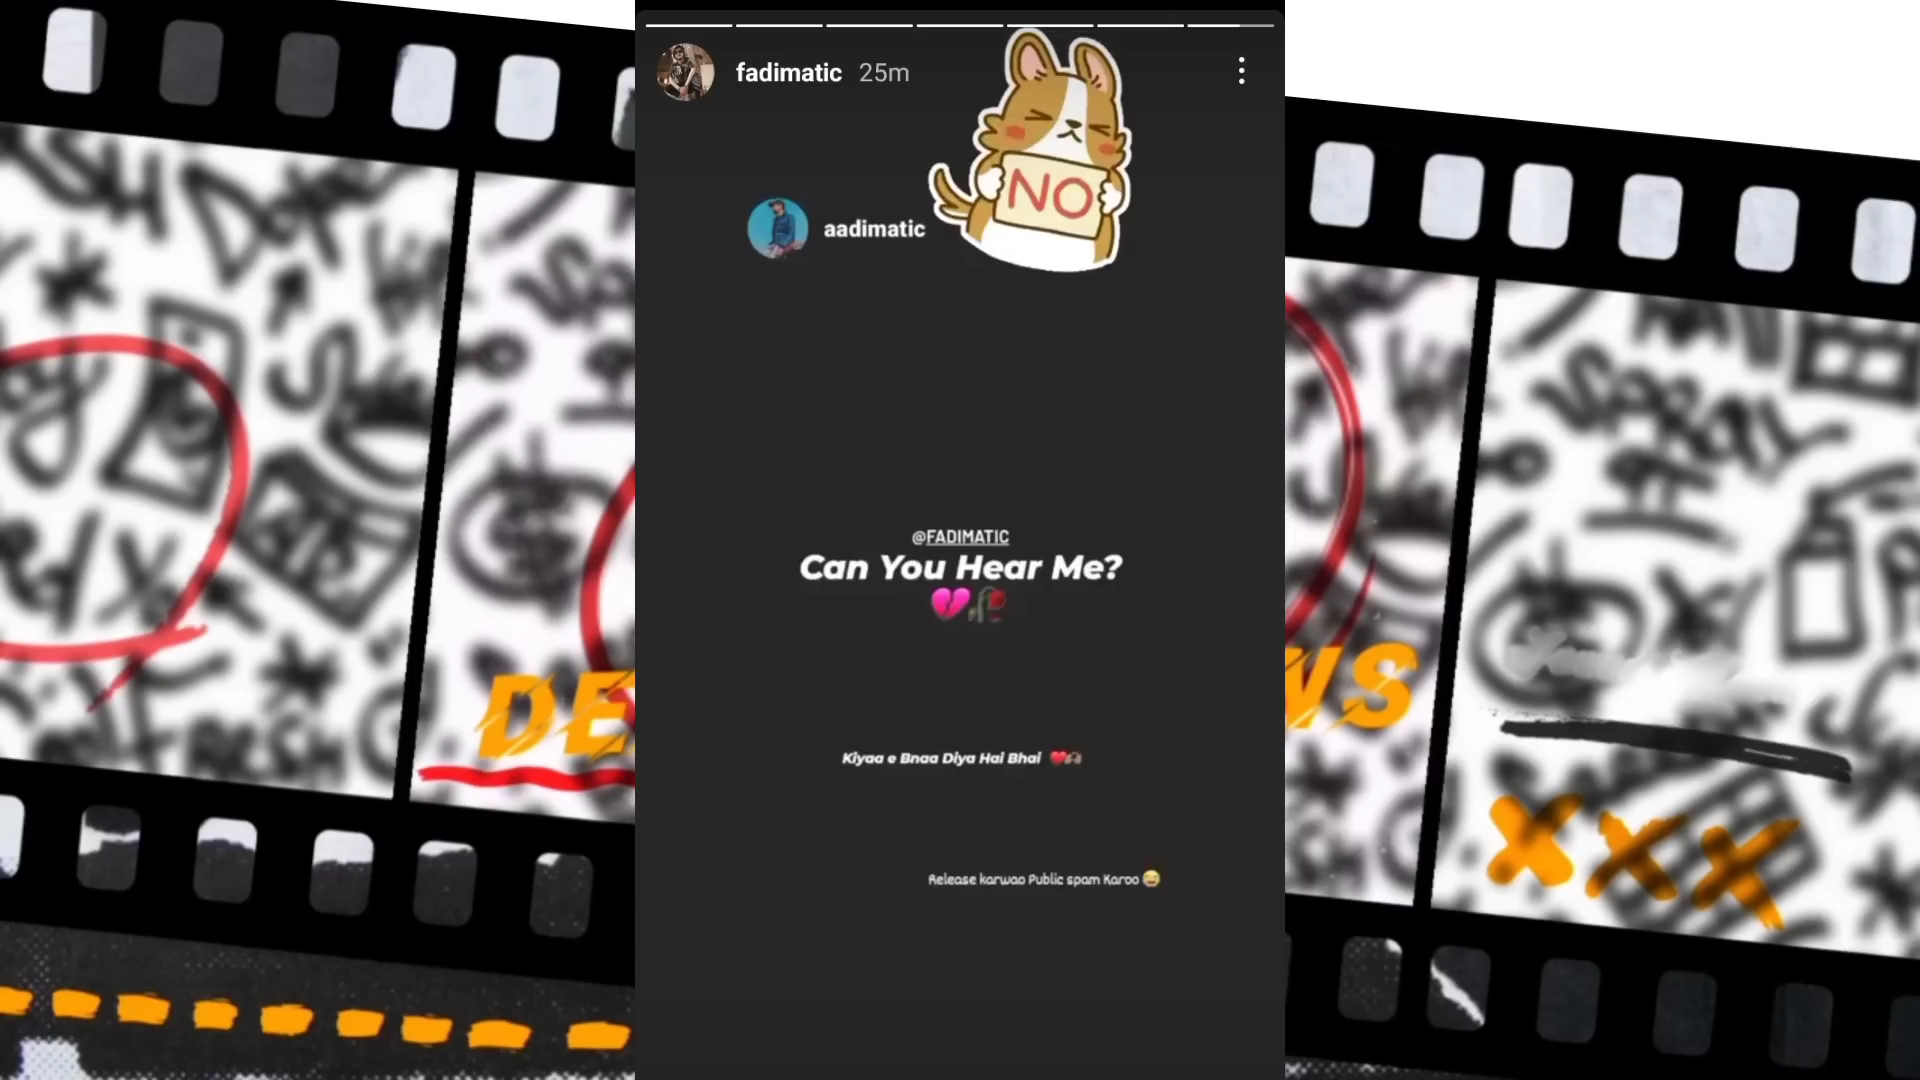 fadimatic 25m
NO
aadimatic
@FADIMATIC
Can You Hear Me?
Kiyaa e Bnaa Diya Hai Bhai
Release karwao Public spam Karoo
XXX